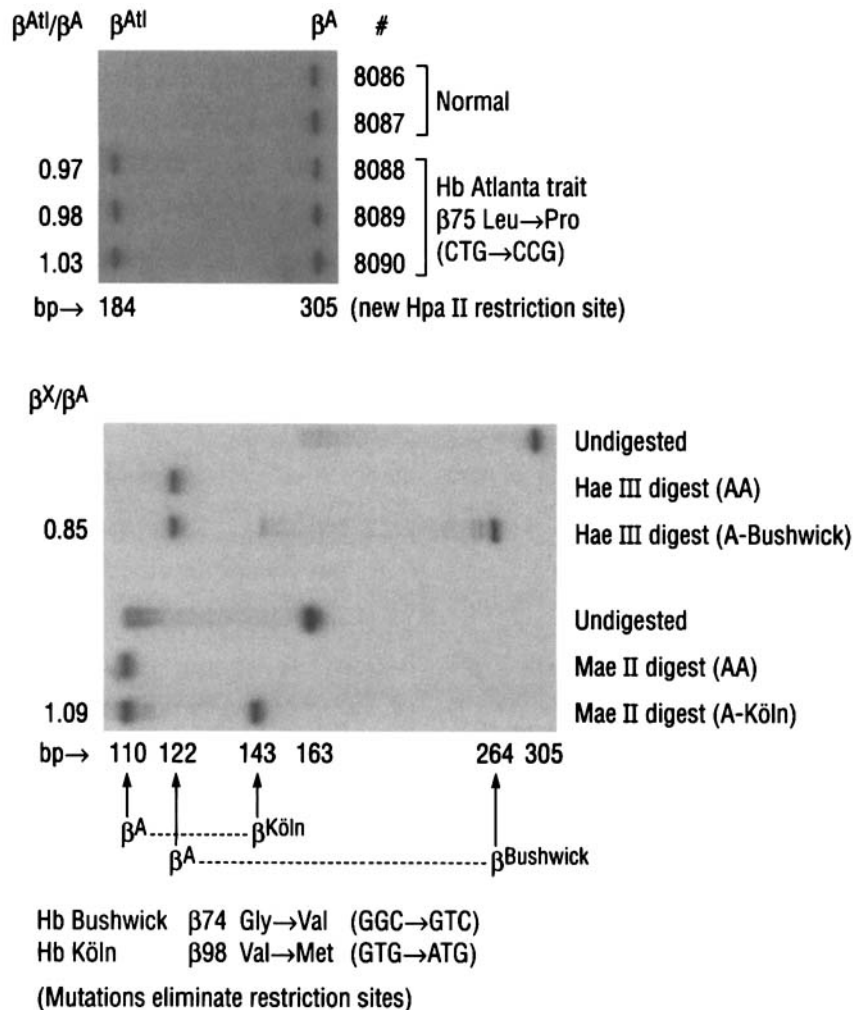 βAtl/βA βAtl βA #
8086
8087
Normal
0.97 8088
0.98 8089
1.03 8090
Hb Atlanta trait
β75 Leu→Pro
(CTG→CCG)
bp→ 184 305 (new Hpa II restriction site)
βX/βA
Undigested
Hae III digest (AA)
0.85 Hae III digest (A-Bushwick)
Undigested
Mae II digest (AA)
1.09 Mae II digest (A-Köln)
bp→ 110 122 143 163 264 305
βA βKöln
βA βBushwick
Hb Bushwick β74 Gly→Val (GGC→GTC)
Hb Köln β98 Val→Met (GTG→ATG)
(Mutations eliminate restriction sites)